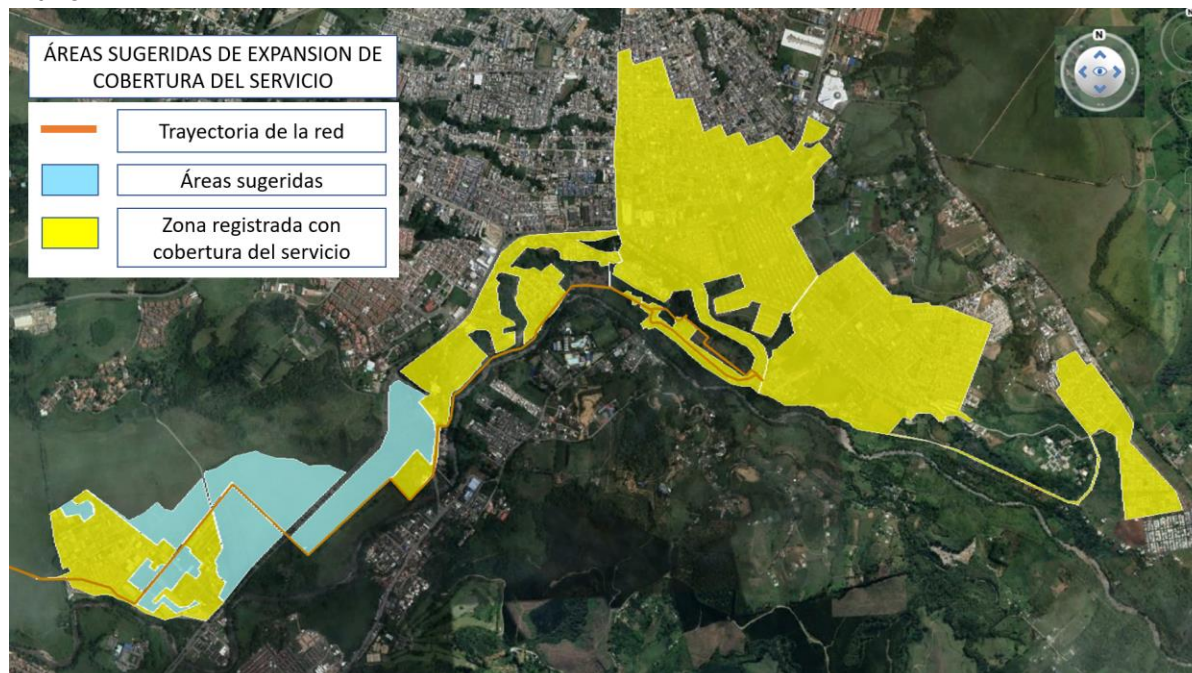 ÁREAS SUGERIDAS DE EXPANSION DE
COBERTURA DEL SERVICIO
Trayectoria de la red
Áreas sugeridas
Zona registrada con
cobertura del servicio
N